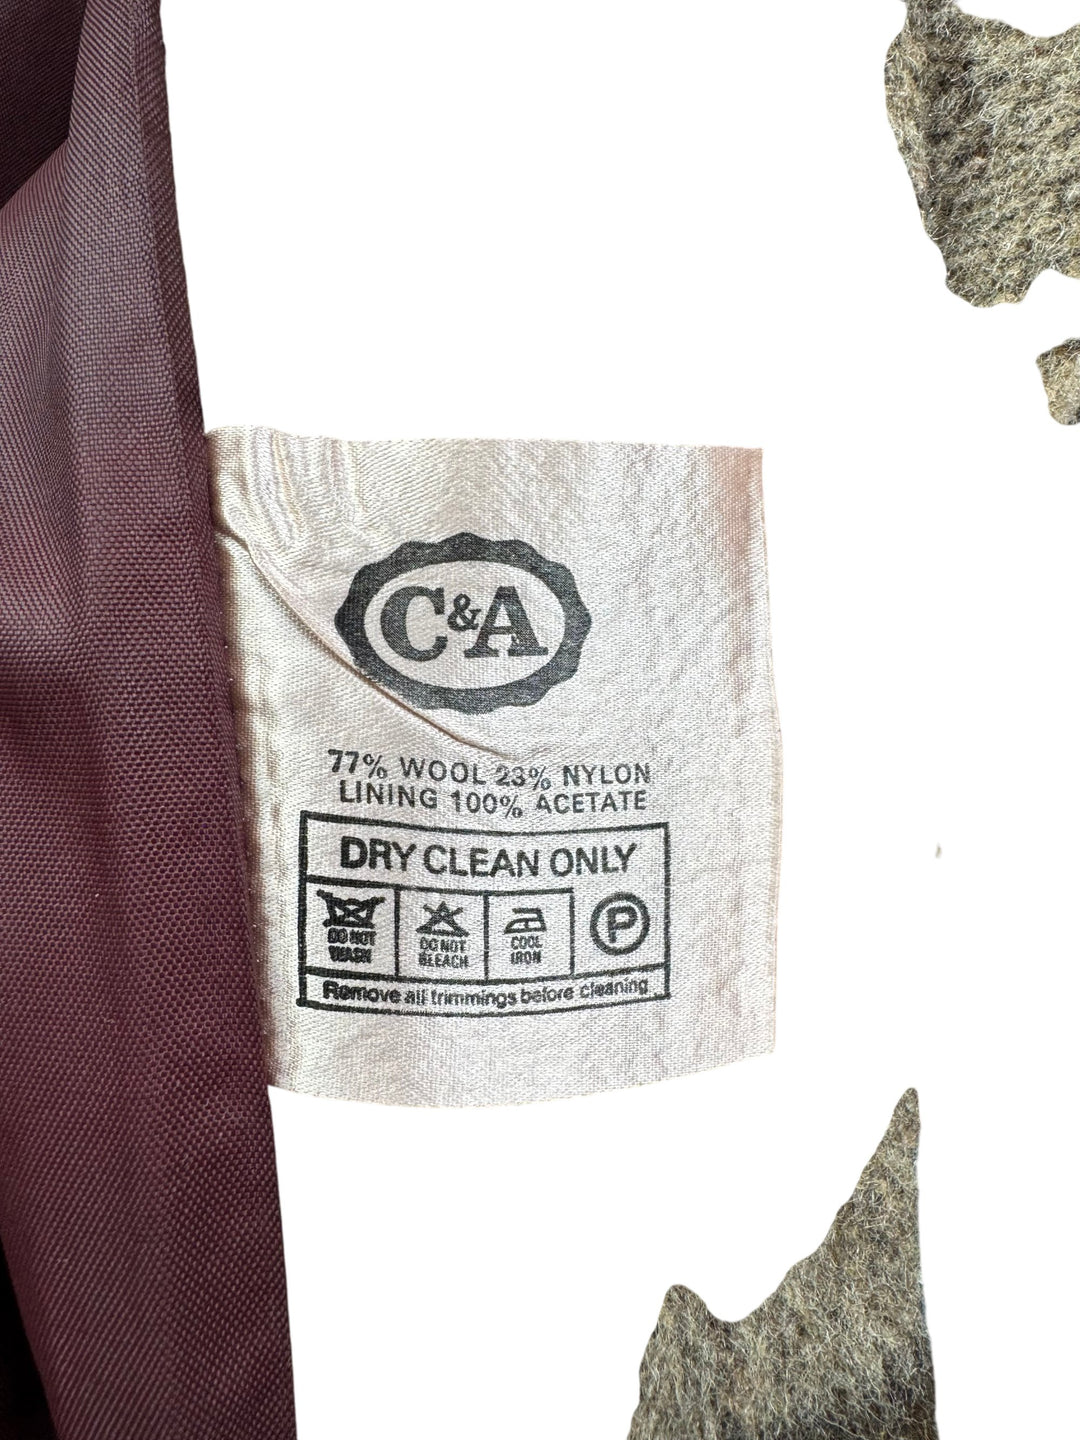 C&A
77% WOOL 23% NYLON
LINING 100% ACETATE
DRY CLEAN ONLY
DO NOT WASH
DO NOT BLEACH
COOL IRON
P
Remove all trimmings before cleaning